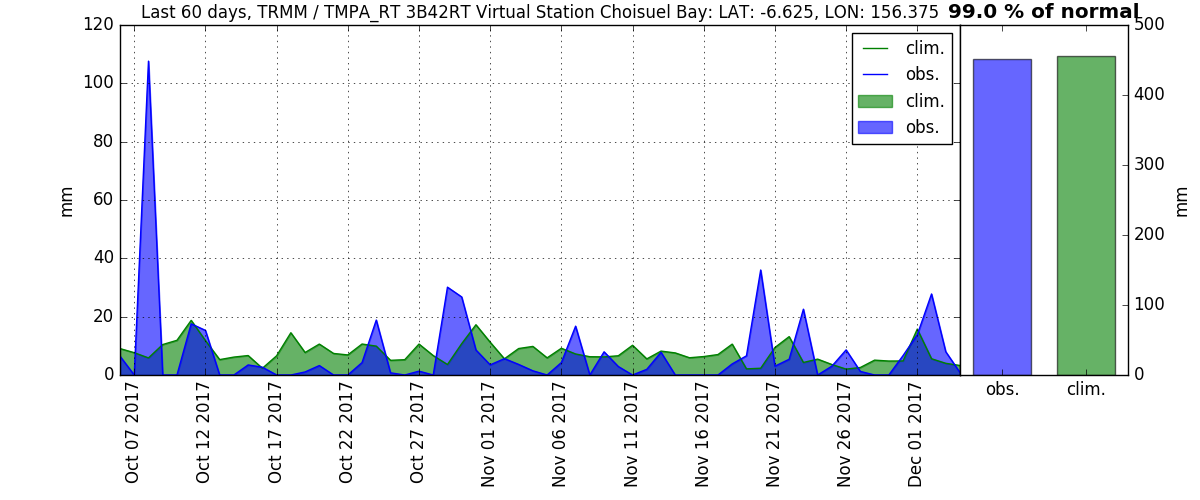 Last 60 days, TRMM / TMPA_RT 3B42RT Virtual Station Choisuel Bay: LAT: -6.625, LON: 156.375
99.0 % of normal
120
100
80
60
40
20
0
mm
clim.
obs.
clim.
obs.
500
400
300
200
100
0
mm
obs.
clim.
Oct 07 2017
Oct 12 2017
Oct 17 2017
Oct 22 2017
Oct 27 2017
Nov 01 2017
Nov 06 2017
Nov 11 2017
Nov 16 2017
Nov 21 2017
Nov 26 2017
Dec 01 2017